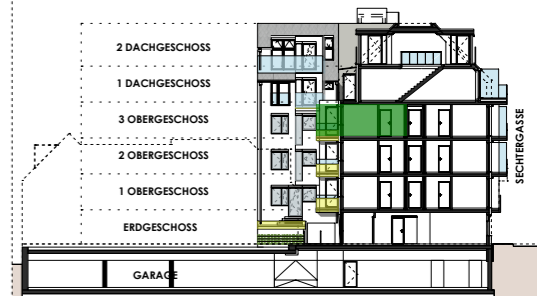 2 DACHGESCHOSS
1 DACHGESCHOSS
3 OBERGESCHOSS
2 OBERGESCHOSS
1 OBERGESCHOSS
ERDGESCHOSS
GARAGE
SECHTERGASSE